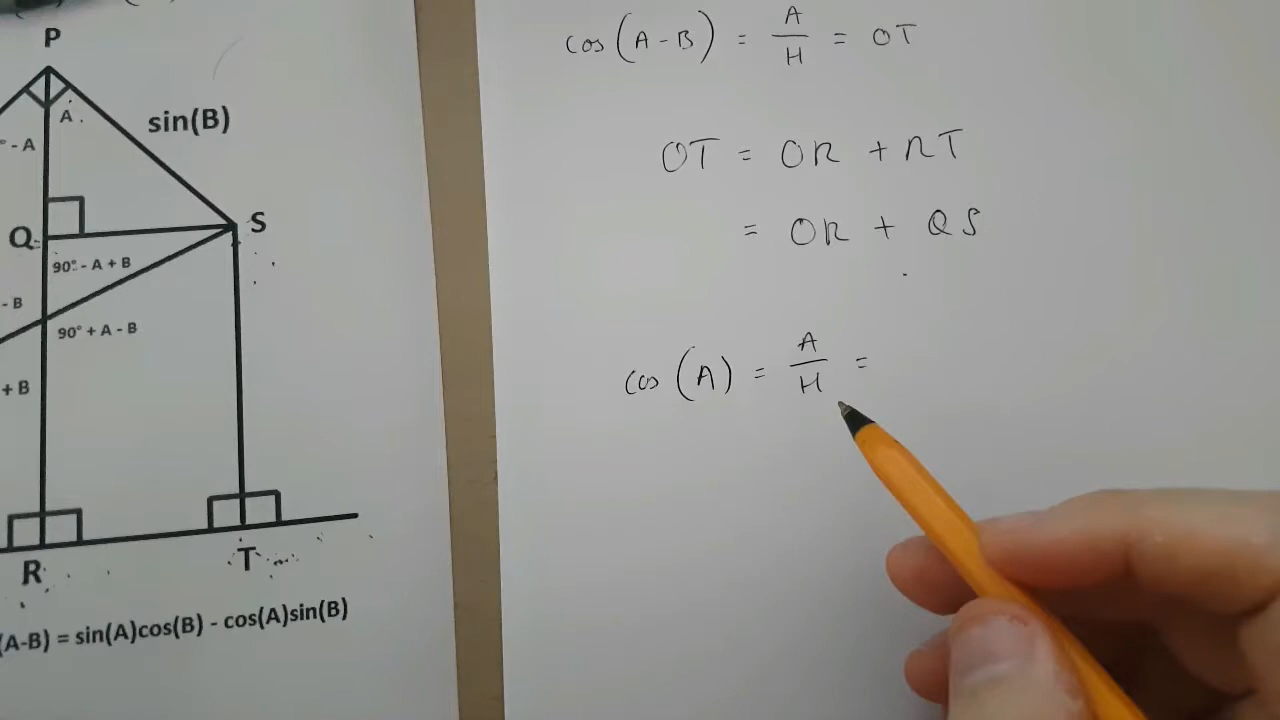 P
A
sin(B)
° - A
Q
S
90° - A + B
- B
90° + A - B
+ B
R
T
(A-B) = sin(A)cos(B) - cos(A)sin(B)
cos(A - B) = A/H = OT
OT = OR + RT
= OR + QS
cos(A) = A/H =